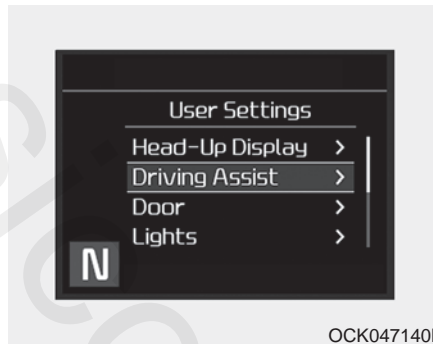 User Settings
Head-Up Display >
Driving Assist >
Door >
Lights >
N
OCK047140